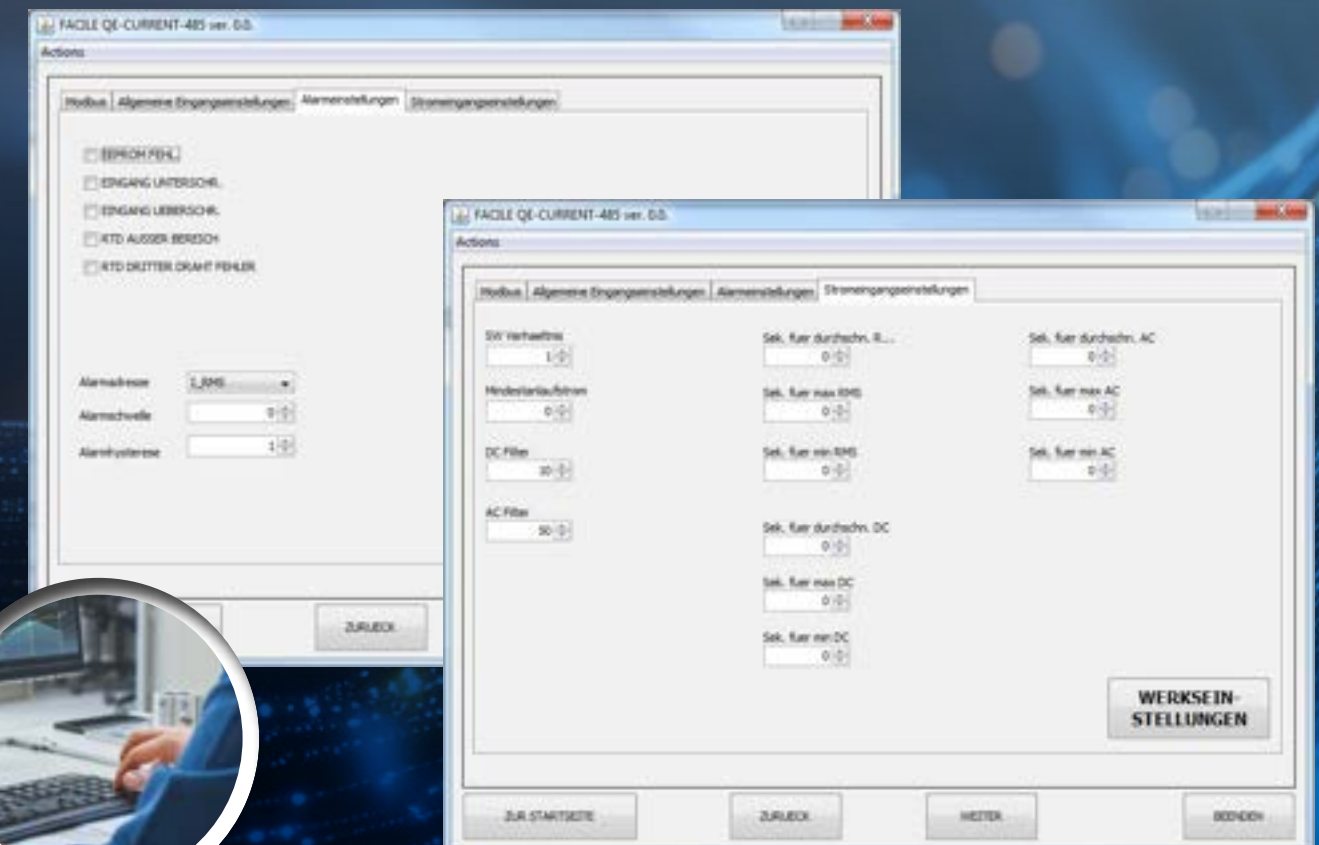 FACILE QE-CURRENT-485 ver. 0.0.
Actions
Modbus Allgemeine Eingangseinstellungen Alarmeinstellungen Stromeingangseinstellungen
EEPROM FEHL.
EINGANG UNTERSCHR.
EINGANG UEBERSCHR.
RTD AUSSER BEREICH
RTD DRITTER DRAHT FEHLER
Alarmadresse I_RMS
Alarmschwelle 0
Alarmhysterese 1
ZURUECK
FACILE QE-CURRENT-485 ver. 0.0.
Actions
Modbus Allgemeine Eingangseinstellungen Alarmeinstellungen Stromeingangseinstellungen
SW Verhaeltnis
1
Mindestanlaufstrom
0
DC Filter
10
AC Filter
50
Sek. fuer durchschn. R...
0
Sek. fuer max RMS
0
Sek. fuer min RMS
0
Sek. fuer durchschn. DC
0
Sek. fuer max DC
0
Sek. fuer min DC
0
Sek. fuer durchschn. AC
0
Sek. fuer max AC
0
Sek. fuer min AC
0
WERKSEIN-
STELLUNGEN
ZUR STARTSEITE ZURUECK WEITER BEENDEN